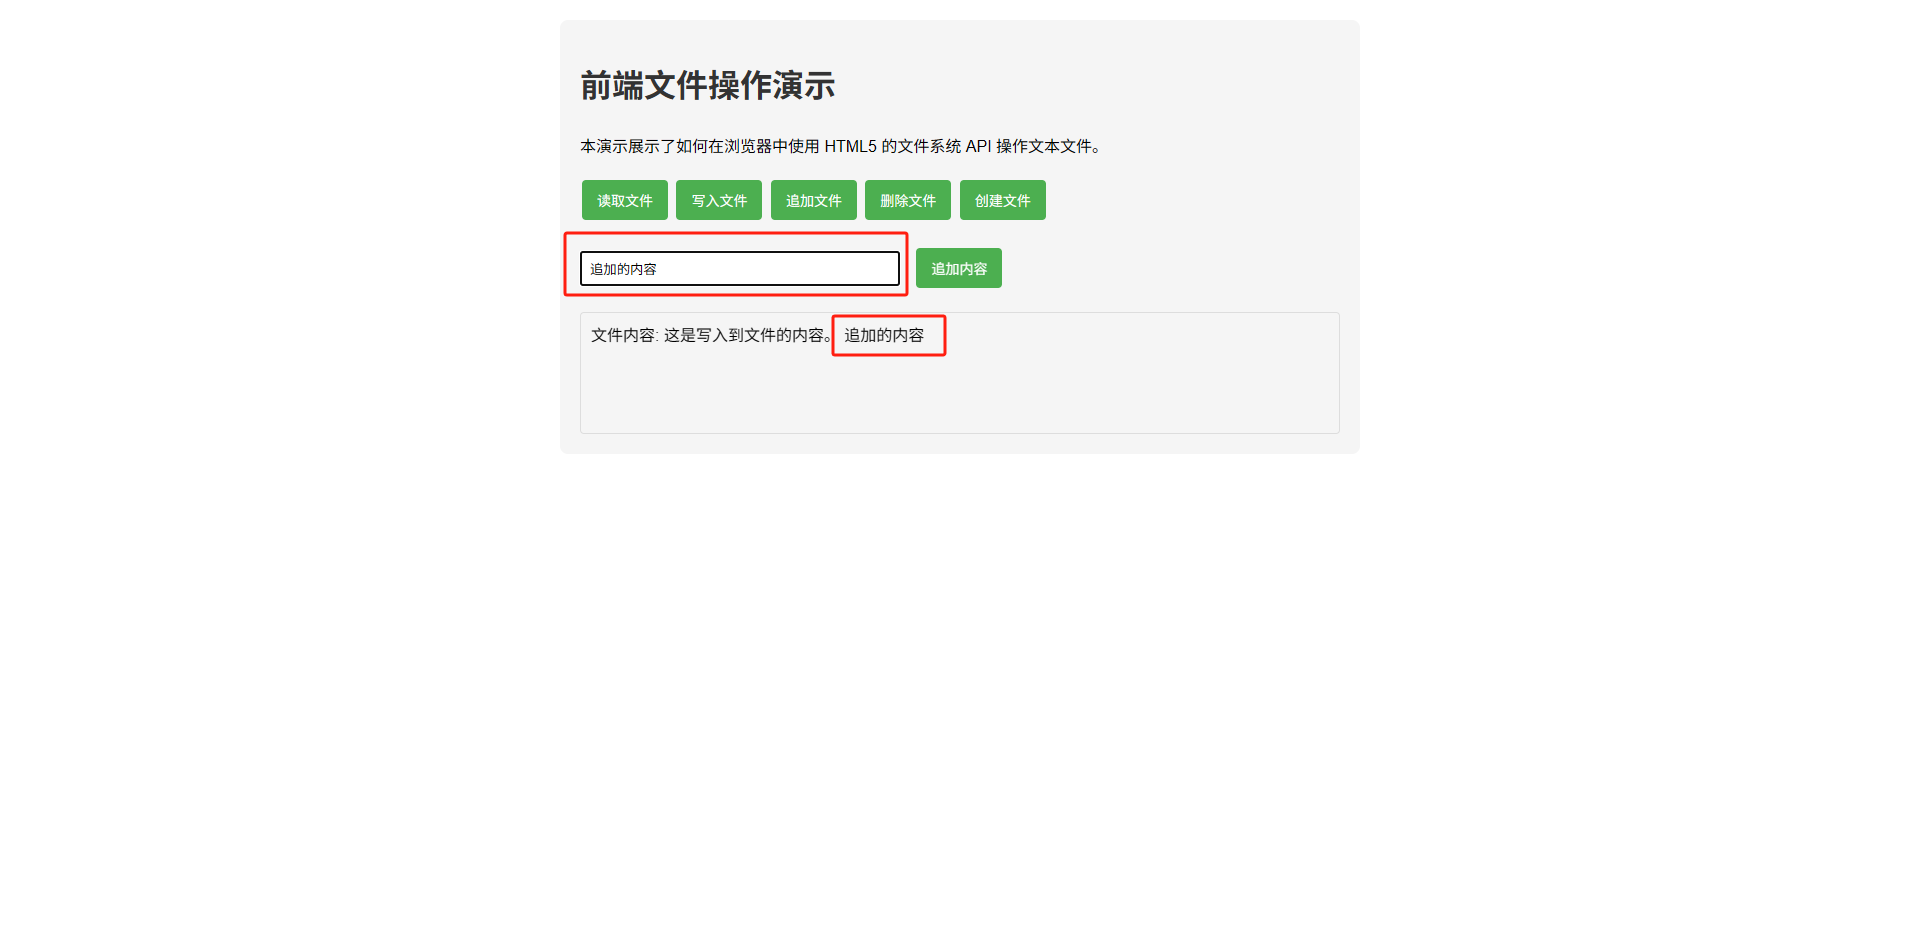 前端文件操作演示
本演示展示了如何在浏览器中使用 HTML5 的文件系统 API 操作文本文件。
读取文件 写入文件 追加文件 删除文件 创建文件
追加的内容 追加内容
文件内容: 这是写入到文件的内容。 追加的内容